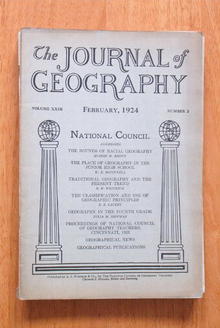 The JOURNAL of
GEOGRAPHY
VOLUME XXIII
FEBRUARY, 1924
NUMBER 2
NATIONAL COUNCIL
THE BOUNDS OF RACIAL GEOGRAPHY
THE PLACE OF GEOGRAPHY IN THE
JUNIOR HIGH SCHOOL
TRADITIONAL GEOGRAPHY AND THE
PRESENT TREND
THE CLASSIFICATION AND USE OF
GEOGRAPHIC PRINCIPLES
GEOGRAPHY IN THE FOURTH GRADE
PROCEEDINGS OF NATIONAL COUNCIL
OF GEOGRAPHY TEACHERS,
CINCINNATI, 1923
GEOGRAPHICAL NEWS
GEOGRAPHICAL PUBLICATIONS